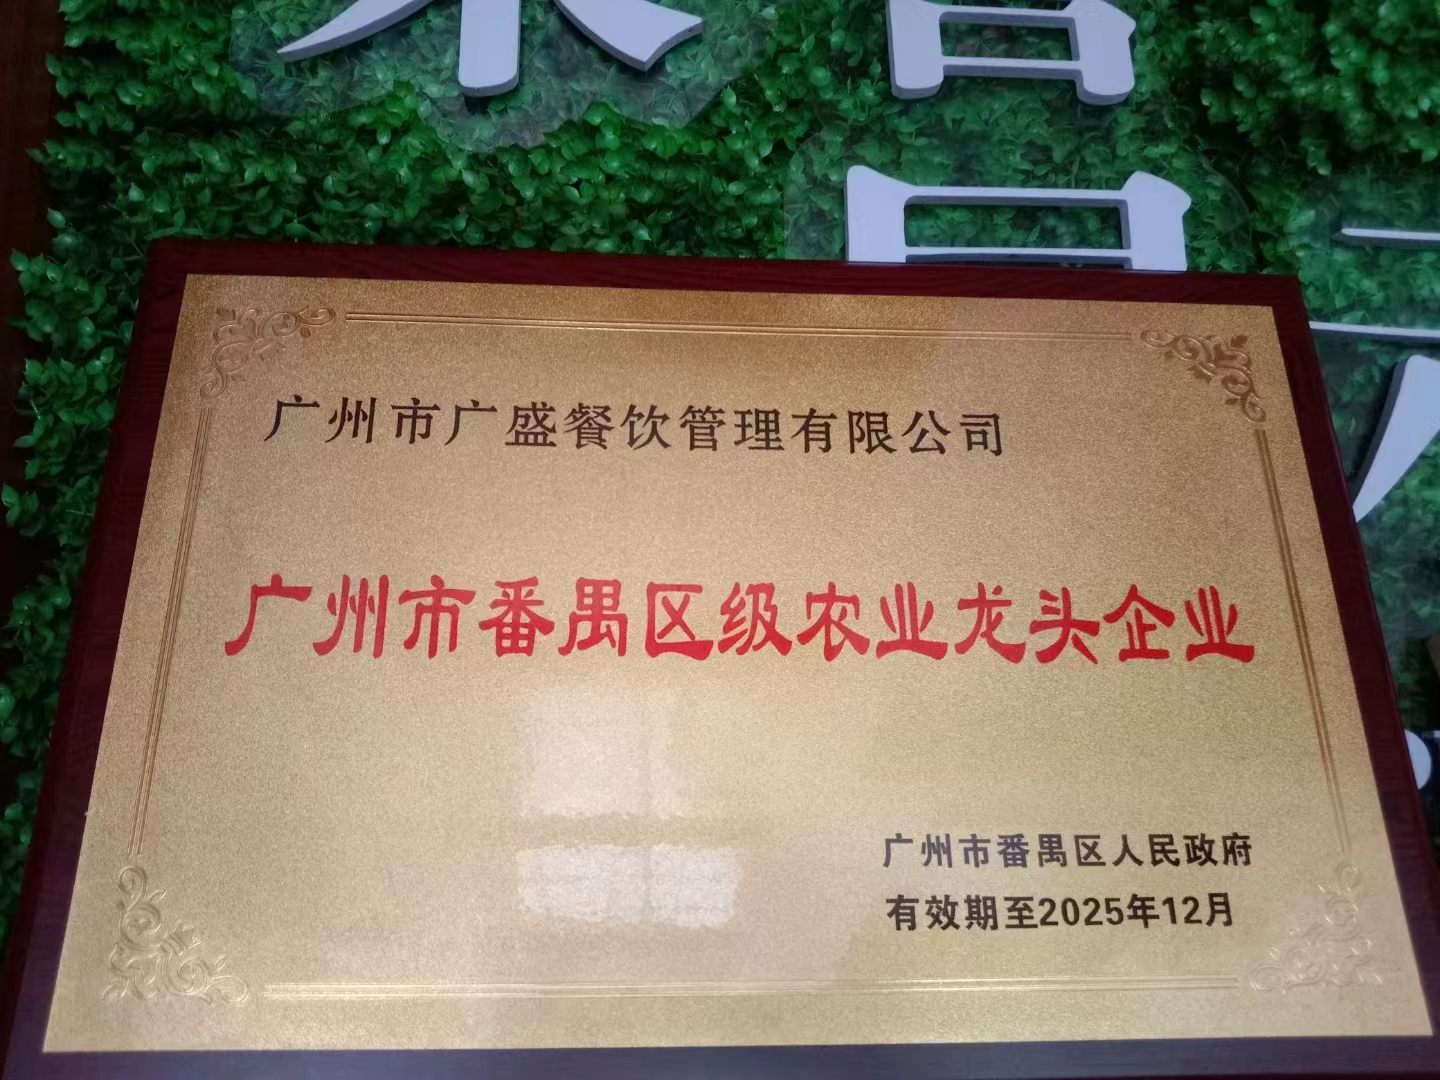 广州市广盛餐饮管理有限公司
广州市番禺区级农业龙头企业
广州市番禺区人民政府
有效期至2025年12月